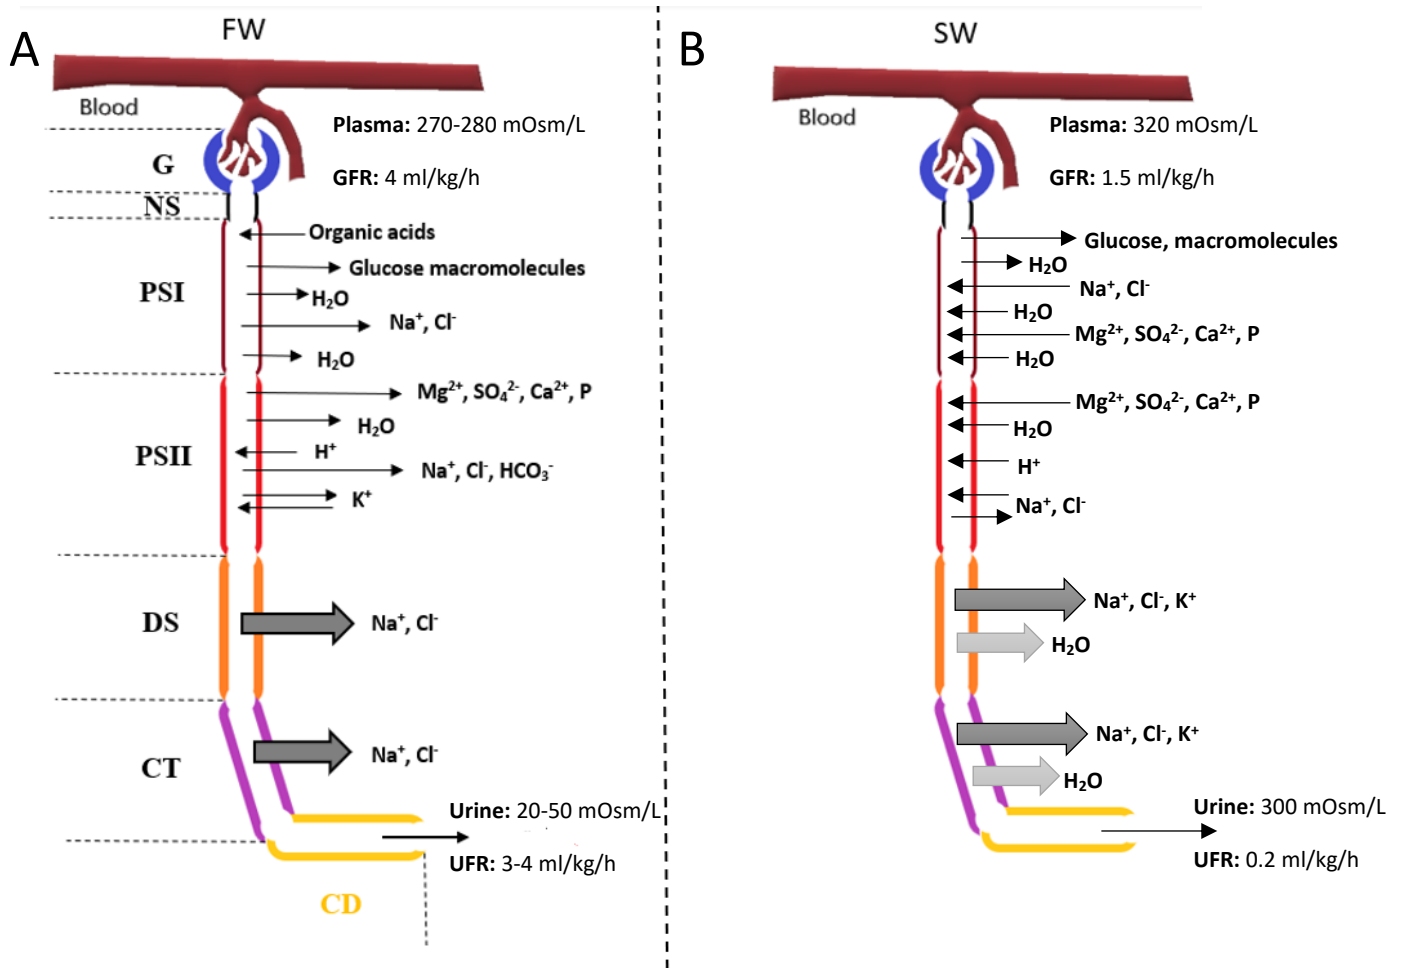 A
FW
Blood
Plasma: 270-280 mOsm/L
G
GFR: 4 ml/kg/h
NS
Organic acids
Glucose macromolecules
PSI
H₂O
Na⁺, Cl⁻
H₂O
Mg²⁺, SO₄²⁻, Ca²⁺, P
H₂O
PSII
H⁺
Na⁺, Cl⁻, HCO₃⁻
K⁺
DS
Na⁺, Cl⁻
CT
Na⁺, Cl⁻
Urine: 20-50 mOsm/L
UFR: 3-4 ml/kg/h
CD
B
SW
Blood
Plasma: 320 mOsm/L
GFR: 1.5 ml/kg/h
Glucose, macromolecules
H₂O
Na⁺, Cl⁻
H₂O
Mg²⁺, SO₄²⁻, Ca²⁺, P
H₂O
Mg²⁺, SO₄²⁻, Ca²⁺, P
H₂O
H⁺
Na⁺, Cl⁻
Na⁺, Cl⁻, K⁺
H₂O
Na⁺, Cl⁻, K⁺
H₂O
Urine: 300 mOsm/L
UFR: 0.2 ml/kg/h